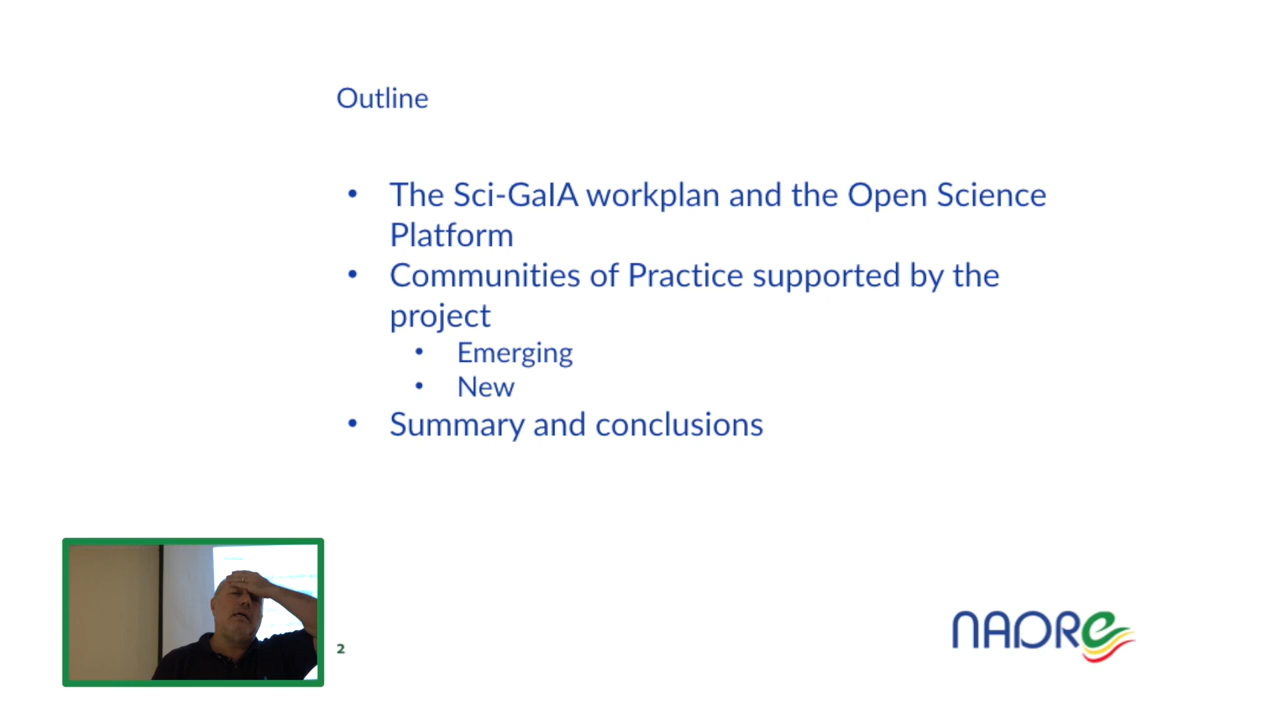 Outline
• The Sci-GaIA workplan and the Open Science
Platform
• Communities of Practice supported by the
project
• Emerging
• New
• Summary and conclusions
2
NADRe